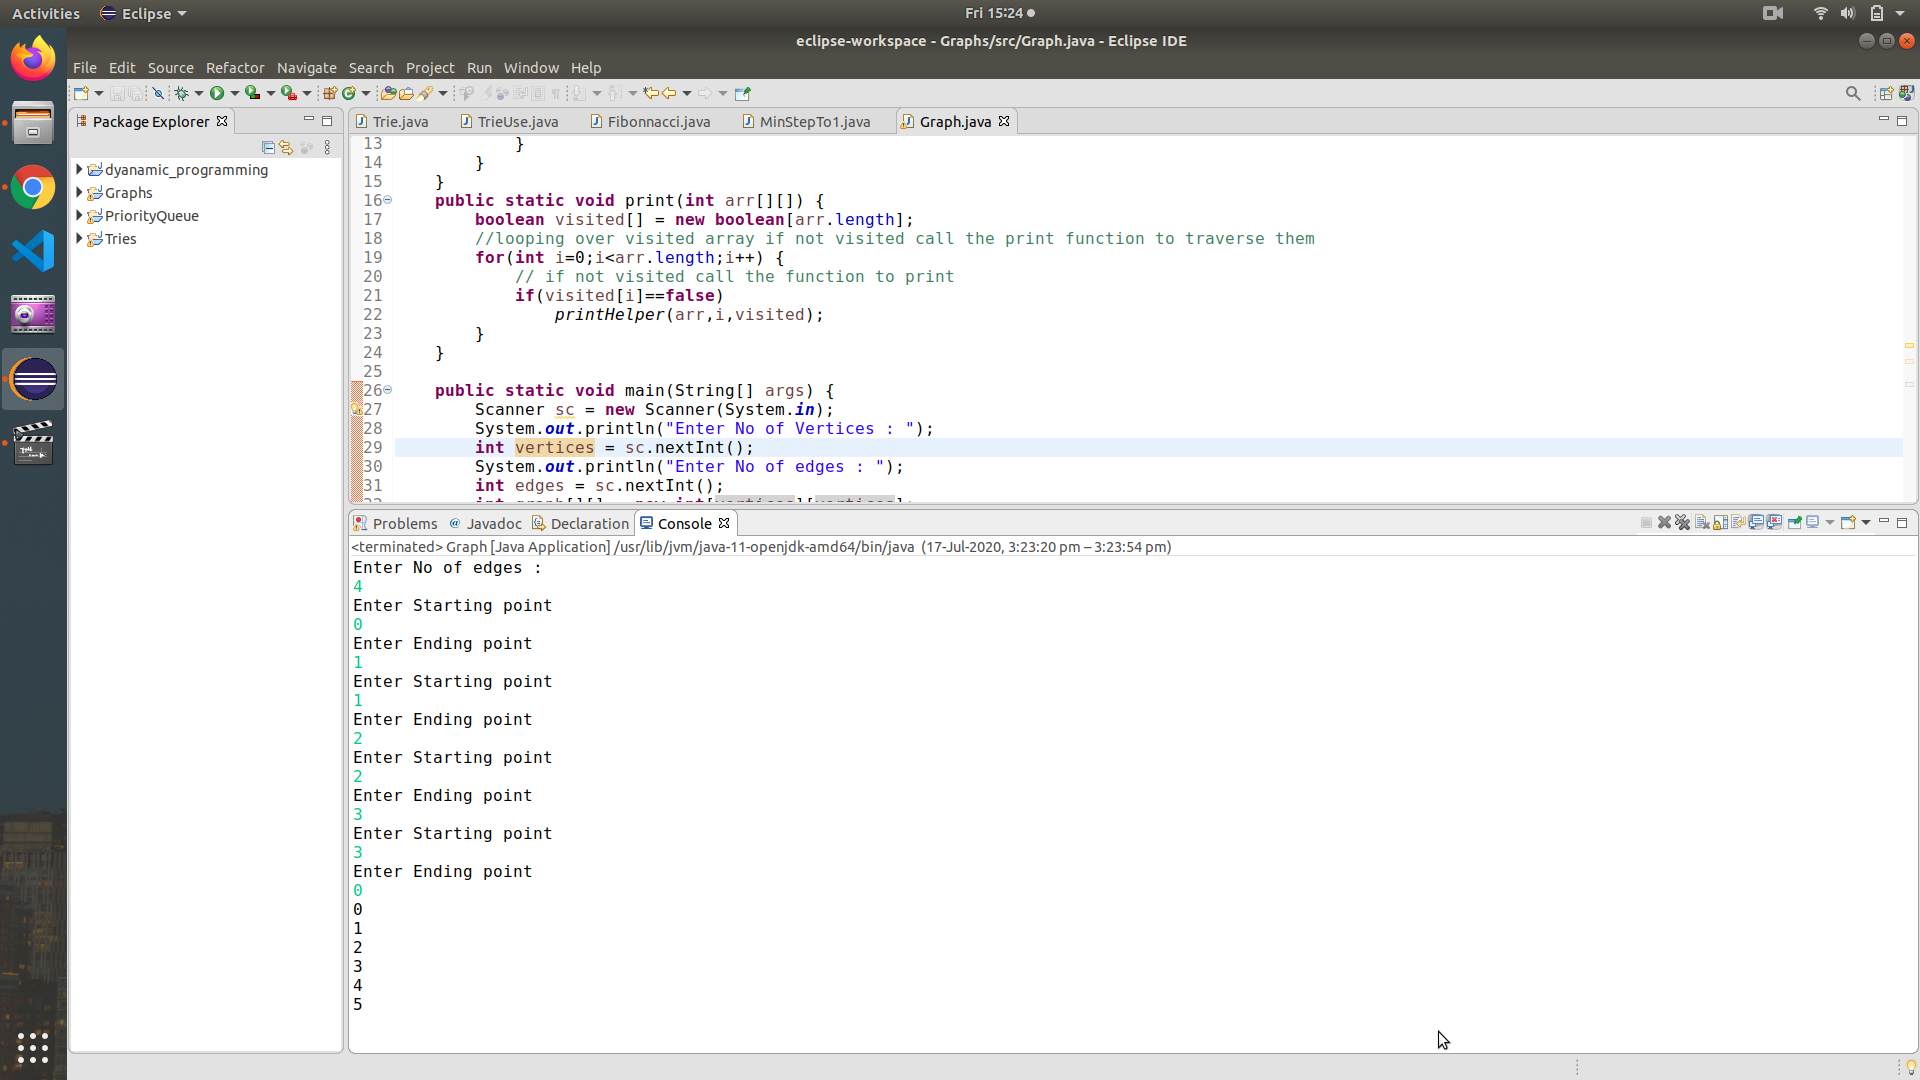 Activities Eclipse Fri 15:24
eclipse-workspace - Graphs/src/Graph.java - Eclipse IDE
File Edit Source Refactor Navigate Search Project Run Window Help
Package Explorer
dyanamic_programming
Graphs
PriorityQueue
Tries
Trie.java TrieUse.java Fibonnacci.java MinStepTo1.java Graph.java
13 }
14 }
15 }
16 public static void print(int arr[][]) {
17 boolean visited[] = new boolean[arr.length];
18 //looping over visited array if not visited call the print function to traverse them
19 for(int i=0;i<arr.length;i++) {
20 // if not visited call the function to print
21 if(visited[i]==false)
22 printHelper(arr,i,visited);
23 }
24 }
25
26 public static void main(String[] args) {
27 Scanner sc = new Scanner(System.in);
28 System.out.println("Enter No of Vertices : ");
29 int vertices = sc.nextInt();
30 System.out.println("Enter No of edges : ");
31 int edges = sc.nextInt();
Problems Javadoc Declaration Console
<terminated> Graph [Java Application] /usr/lib/jvm/java-11-openjdk-amd64/bin/java (17-Jul-2020, 3:23:20 pm – 3:23:54 pm)
Enter No of edges :
4
Enter Starting point
0
Enter Ending point
1
Enter Starting point
1
Enter Ending point
2
Enter Starting point
2
Enter Ending point
3
Enter Starting point
3
Enter Ending point
0
0
1
2
3
4
5